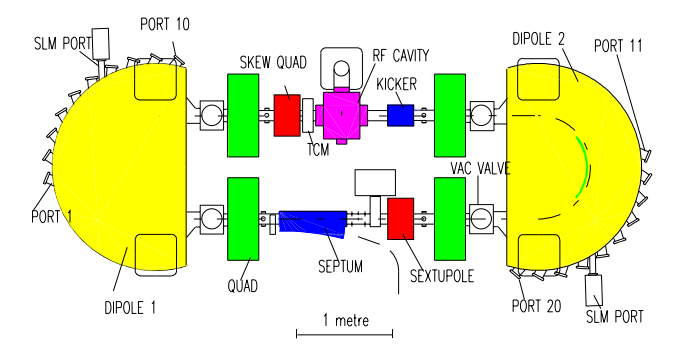 PORT 10
SLM PORT
SKEW QUAD
RF CAVITY
DIPOLE 2
PORT 11
KICKER
TCM
VAC VALVE
PORT 1
SEPTUM
SEXTUPOLE
QUAD
DIPOLE 1
PORT 20
SLM PORT
1 metre